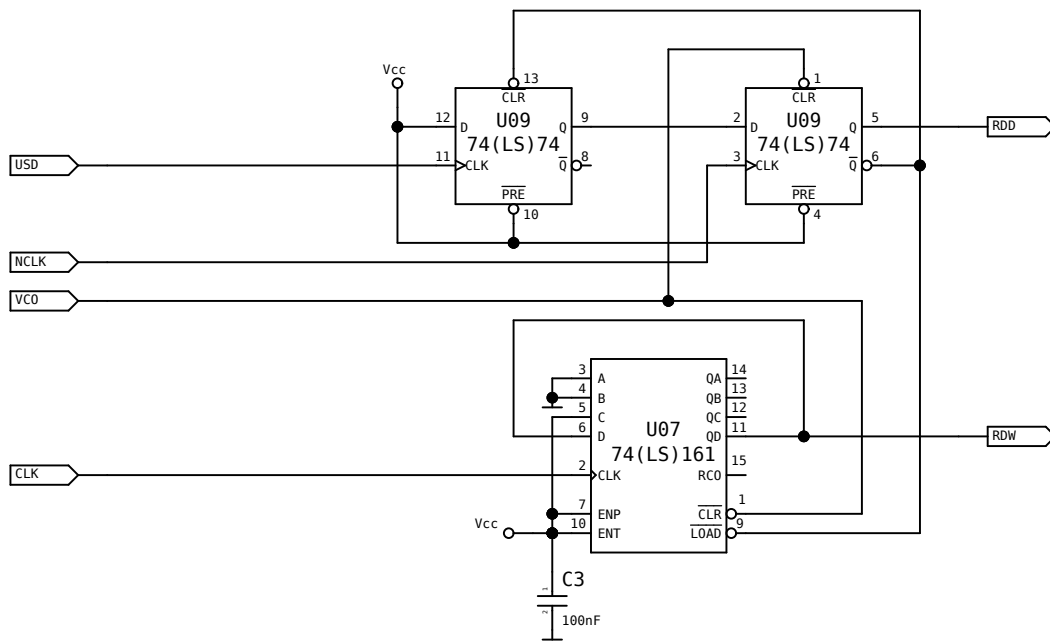 13
1
Vcc
CLR
CLR
12
D
U09
Q
9
2
D
U09
Q
5
RDD
74(LS)74
74(LS)74
USD
11
CLK
Q
8
3
CLK
Q
6
PRE
PRE
10
4
NCLK
VCO
3
A
QA
14
4
B
QB
13
5
C
QC
12
6
D
U07
QD
11
RDW
74(LS)161
CLK
2
CLK
RCO
15
7
ENP
CLR
1
Vcc
10
ENT
LOAD
9
C3
1
2
100nF